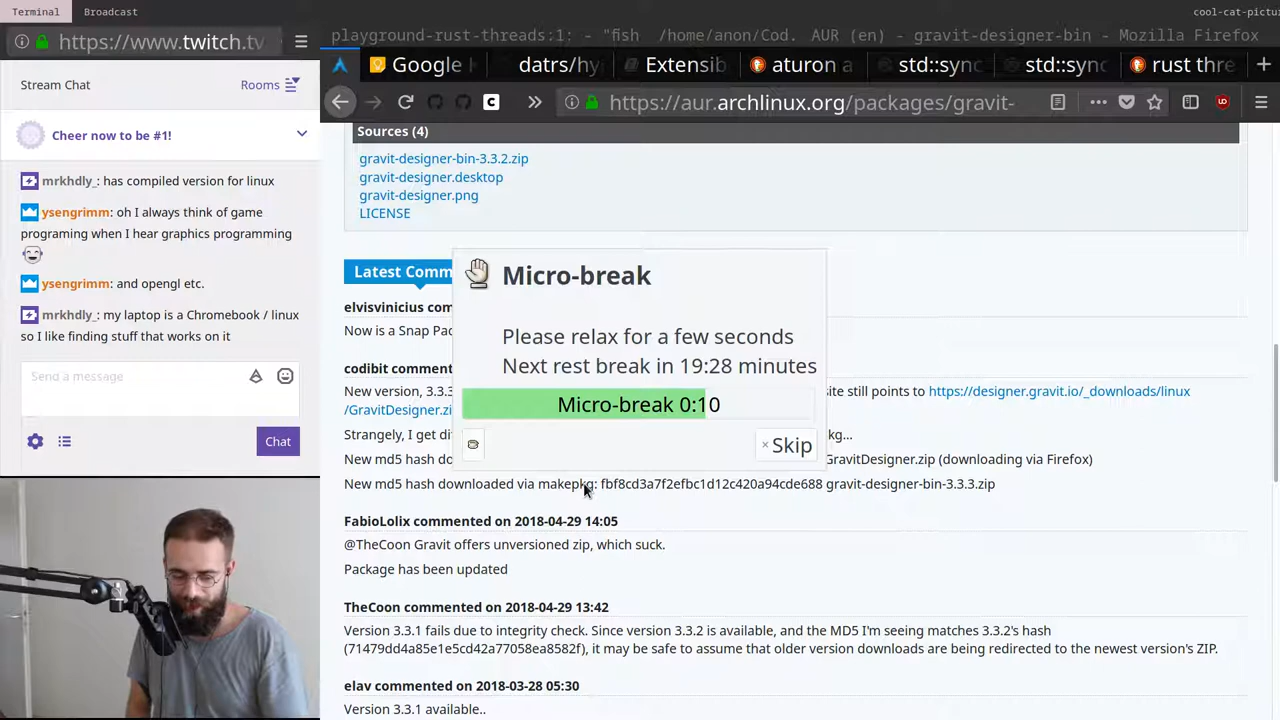 Terminal
Broadcast
cool-cat-pictu
https://www.twitch.tv
playground-rust-threads:1: - "fish /home/anon/Cod. AUR (en) - gravit-designer-bin - Mozilla Firefox
Google
datrs/hy
Extensib
aturon a
std::sync
std::sync
rust thre
https://aur.archlinux.org/packages/gravit-
Stream Chat
Rooms
Cheer now to be #1!
mrkhdly_: has compiled version for linux
ysengrimm: oh I always think of game
programing when I hear graphics programming
ysengrimm: and opengl etc.
mrkhdly_: my laptop is a Chromebook / linux
so I like finding stuff that works on it
Send a message
Chat
Sources (4)
gravit-designer-bin-3.3.2.zip
gravit-designer.desktop
gravit-designer.png
LICENSE
Latest Comm
elvisvinicius com
Now is a Snap Pac
codibit comment
New version, 3.3.3 site still points to https://designer.gravit.io/_downloads/linux
/GravitDesigner.zi
Strangely, I get di kg...
New md5 hash do GravitDesigner.zip (downloading via Firefox)
New md5 hash downloaded via makepkg: fbf8cd3a7f2efbc1d12c420a94cde688 gravit-designer-bin-3.3.3.zip
Micro-break
Please relax for a few seconds
Next rest break in 19:28 minutes
Micro-break 0:10
Skip
FabioLolix commented on 2018-04-29 14:05
@TheCoon Gravit offers unversioned zip, which suck.
Package has been updated
TheCoon commented on 2018-04-29 13:42
Version 3.3.1 fails due to integrity check. Since version 3.3.2 is available, and the MD5 I'm seeing matches 3.3.2's hash
(71479dd4a85e1e5cd42a77058ea8582f), it may be safe to assume that older version downloads are being redirected to the newest version's ZIP.
elav commented on 2018-03-28 05:30
Version 3.3.1 available..